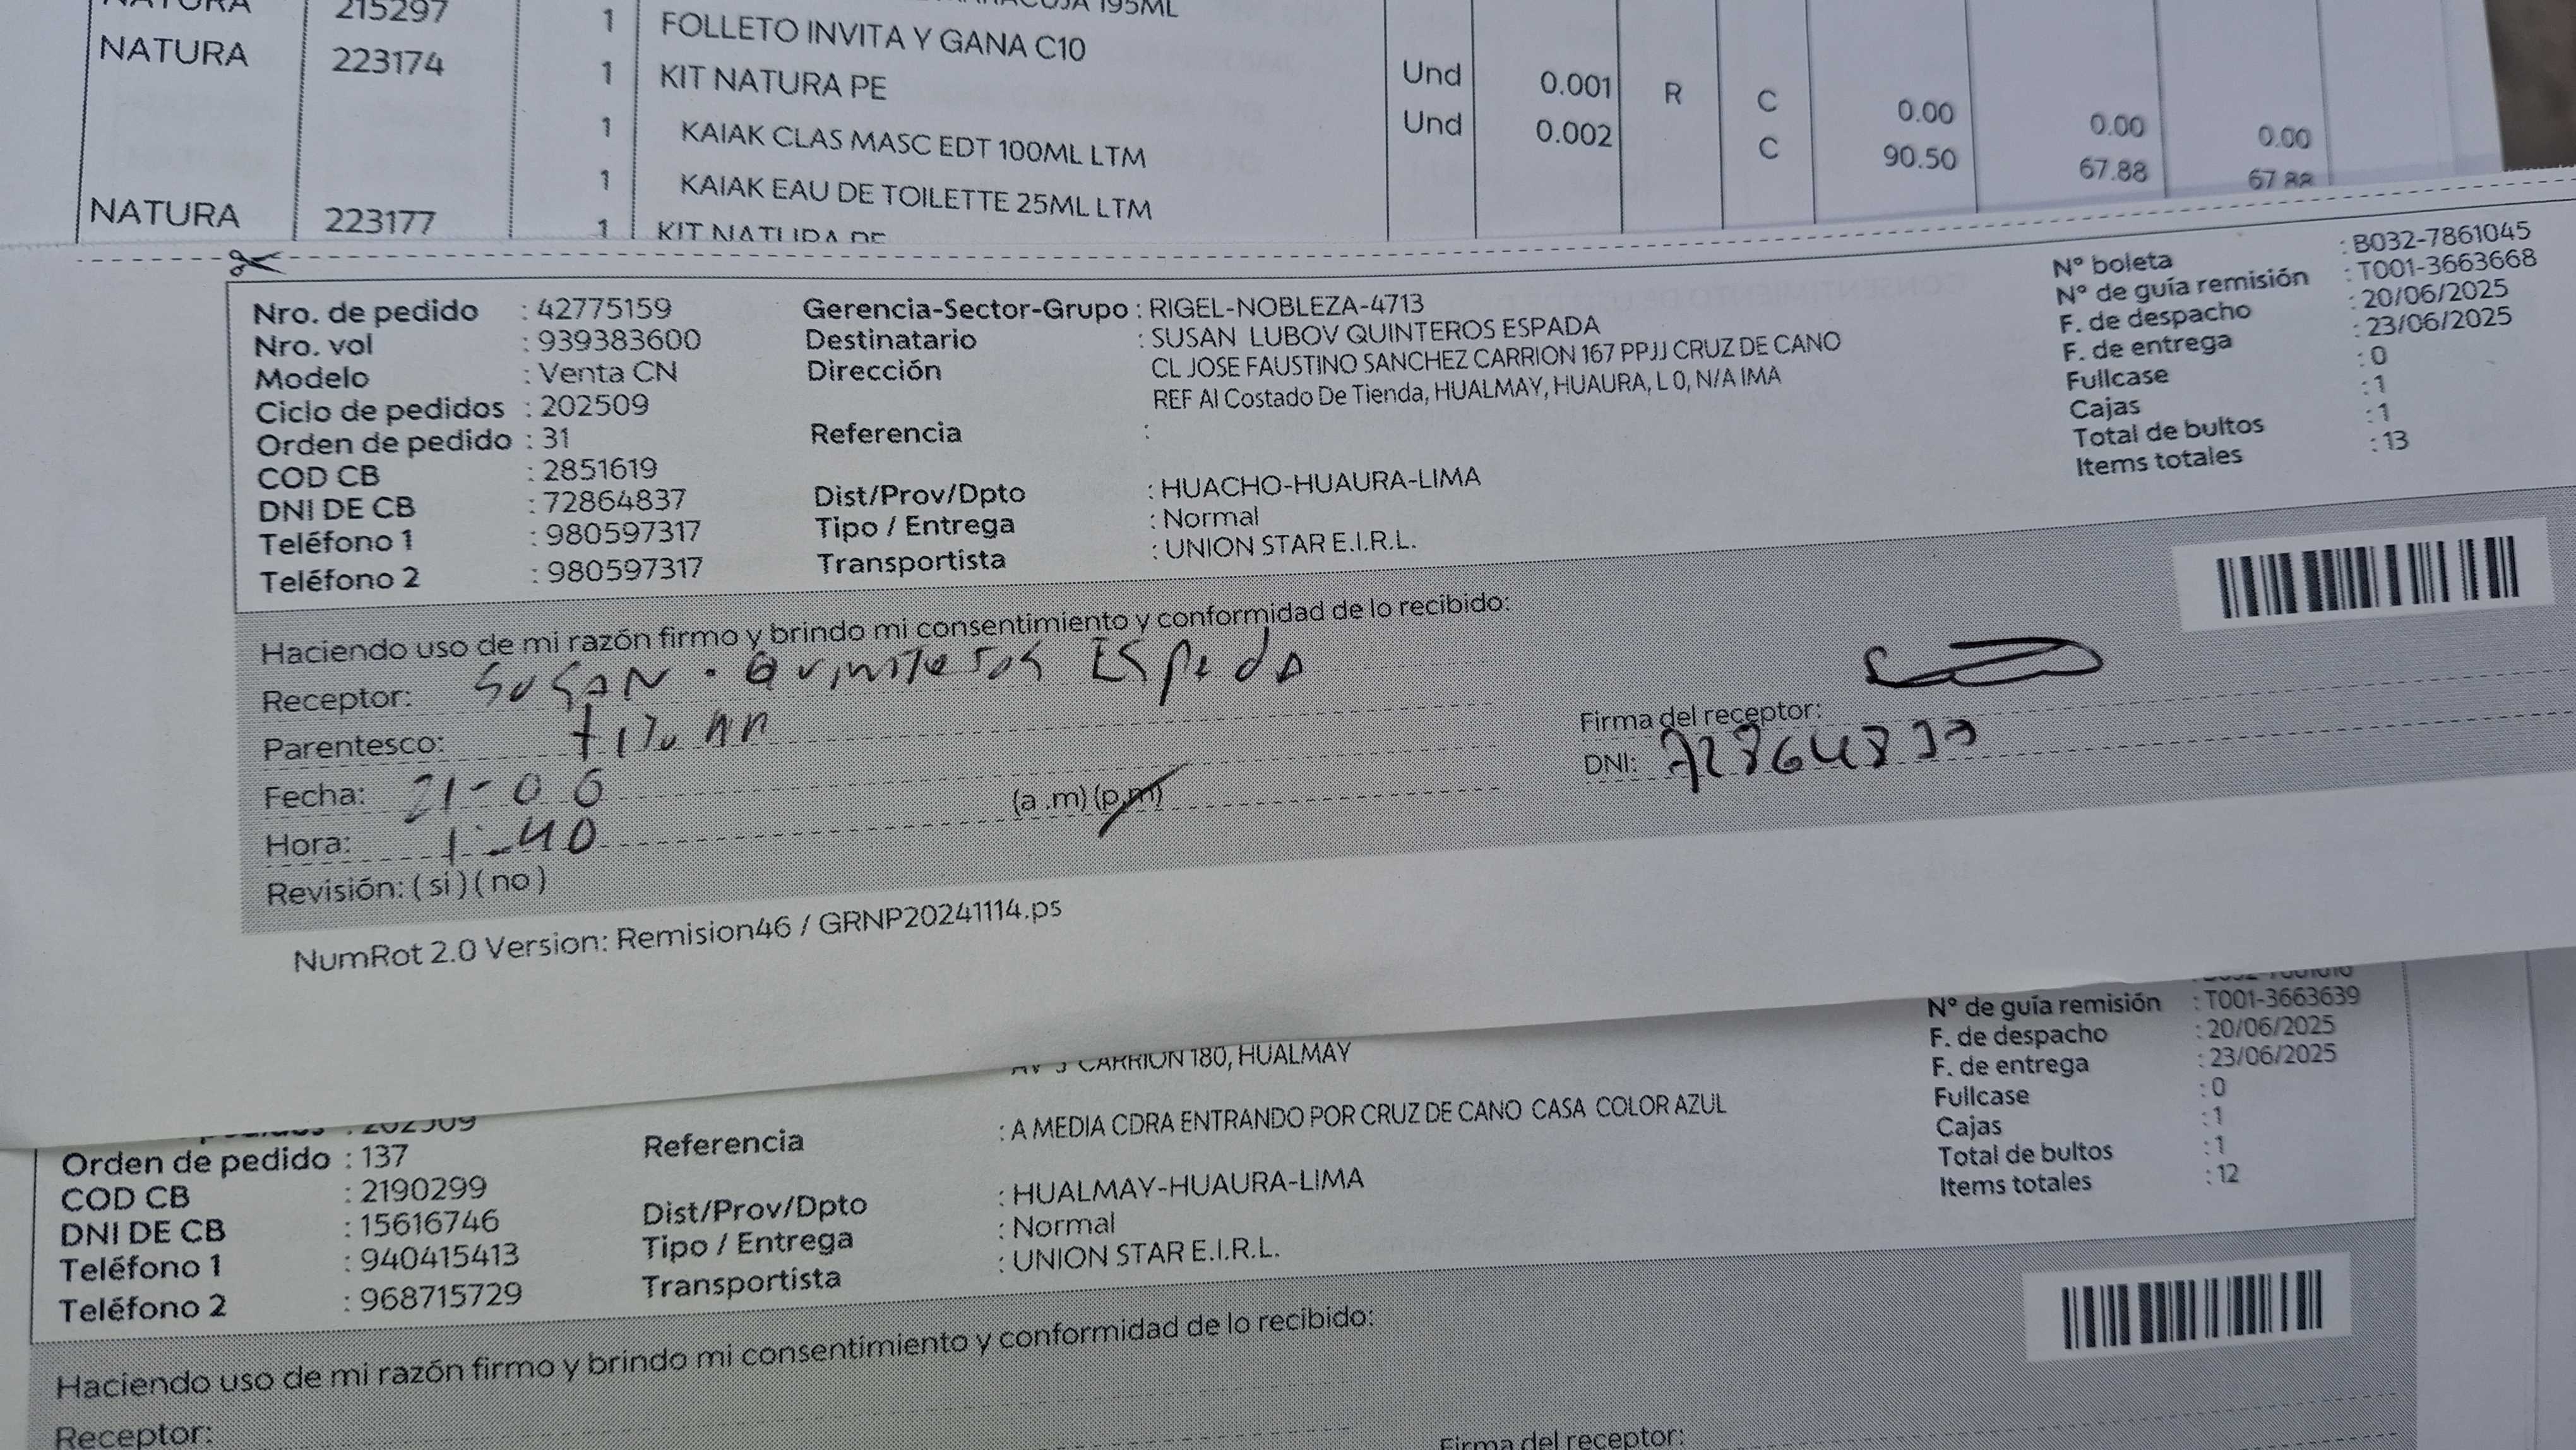 NATURA 215297 1 195ML
NATURA 223174 1 FOLLETO INVITA Y GANA C10 Und 0.001 R C 0.00 0.00 0.00
1 KIT NATURA PE Und 0.002 C 90.50 67.88 67.88
1 KAIAK CLAS MASC EDT 100ML LTM
1 KAIAK EAU DE TOILETTE 25ML LTM
NATURA 223177 1 KIT NATURA PE
Nro. de pedido : 42775159
Nro. vol : 939383600
Modelo : Venta CN
Ciclo de pedidos : 202509
Orden de pedido : 31
COD CB : 2851619
DNI DE CB : 72864837
Teléfono 1 : 980597317
Teléfono 2 : 980597317
Gerencia-Sector-Grupo : RIGEL-NOBLEZA-4713
Destinatario : SUSAN LUBOV QUINTEROS ESPADA
Dirección CL JOSE FAUSTINO SANCHEZ CARRION 167 PPJJ CRUZ DE CANO
REF Al Costado De Tienda, HUALMAY, HUAURA, L 0, N/A IMA
Referencia :
Dist/Prov/Dpto : HUACHO-HUAURA-LIMA
Tipo / Entrega : Normal
Transportista : UNION STAR E.I.R.L.
N° boleta : B032-7861045
N° de guía remisión : T001-3663668
F. de despacho : 20/06/2025
F. de entrega : 23/06/2025
Fullcase : 0
Cajas : 1
Total de bultos : 1
Items totales : 13
Haciendo uso de mi razón firmo y brindo mi consentimiento y conformidad de lo recibido:
Receptor: SUSAN . Quinteros Espada
Parentesco:
Fecha: 21-06
Hora: 1:40 (a .m) (p.m)
Revisión: ( si ) ( no )
Firma del receptor:
DNI: 72864837
NumRot 2.0 Version: Remision46 / GRNP20241114.ps
: 202509
Orden de pedido : 137
COD CB : 2190299
DNI DE CB : 15616746
Teléfono 1 : 940415413
Teléfono 2 : 968715729
CARRION 180, HUALMAY
Referencia : A MEDIA CDRA ENTRANDO POR CRUZ DE CANO CASA COLOR AZUL
Dist/Prov/Dpto : HUALMAY-HUAURA-LIMA
Tipo / Entrega : Normal
Transportista : UNION STAR E.I.R.L.
N° de guía remisión : T001-3663639
F. de despacho : 20/06/2025
F. de entrega : 23/06/2025
Fullcase : 0
Cajas : 1
Total de bultos : 1
Items totales : 12
Haciendo uso de mi razón firmo y brindo mi consentimiento y conformidad de lo recibido:
Receptor:
Firma del receptor: